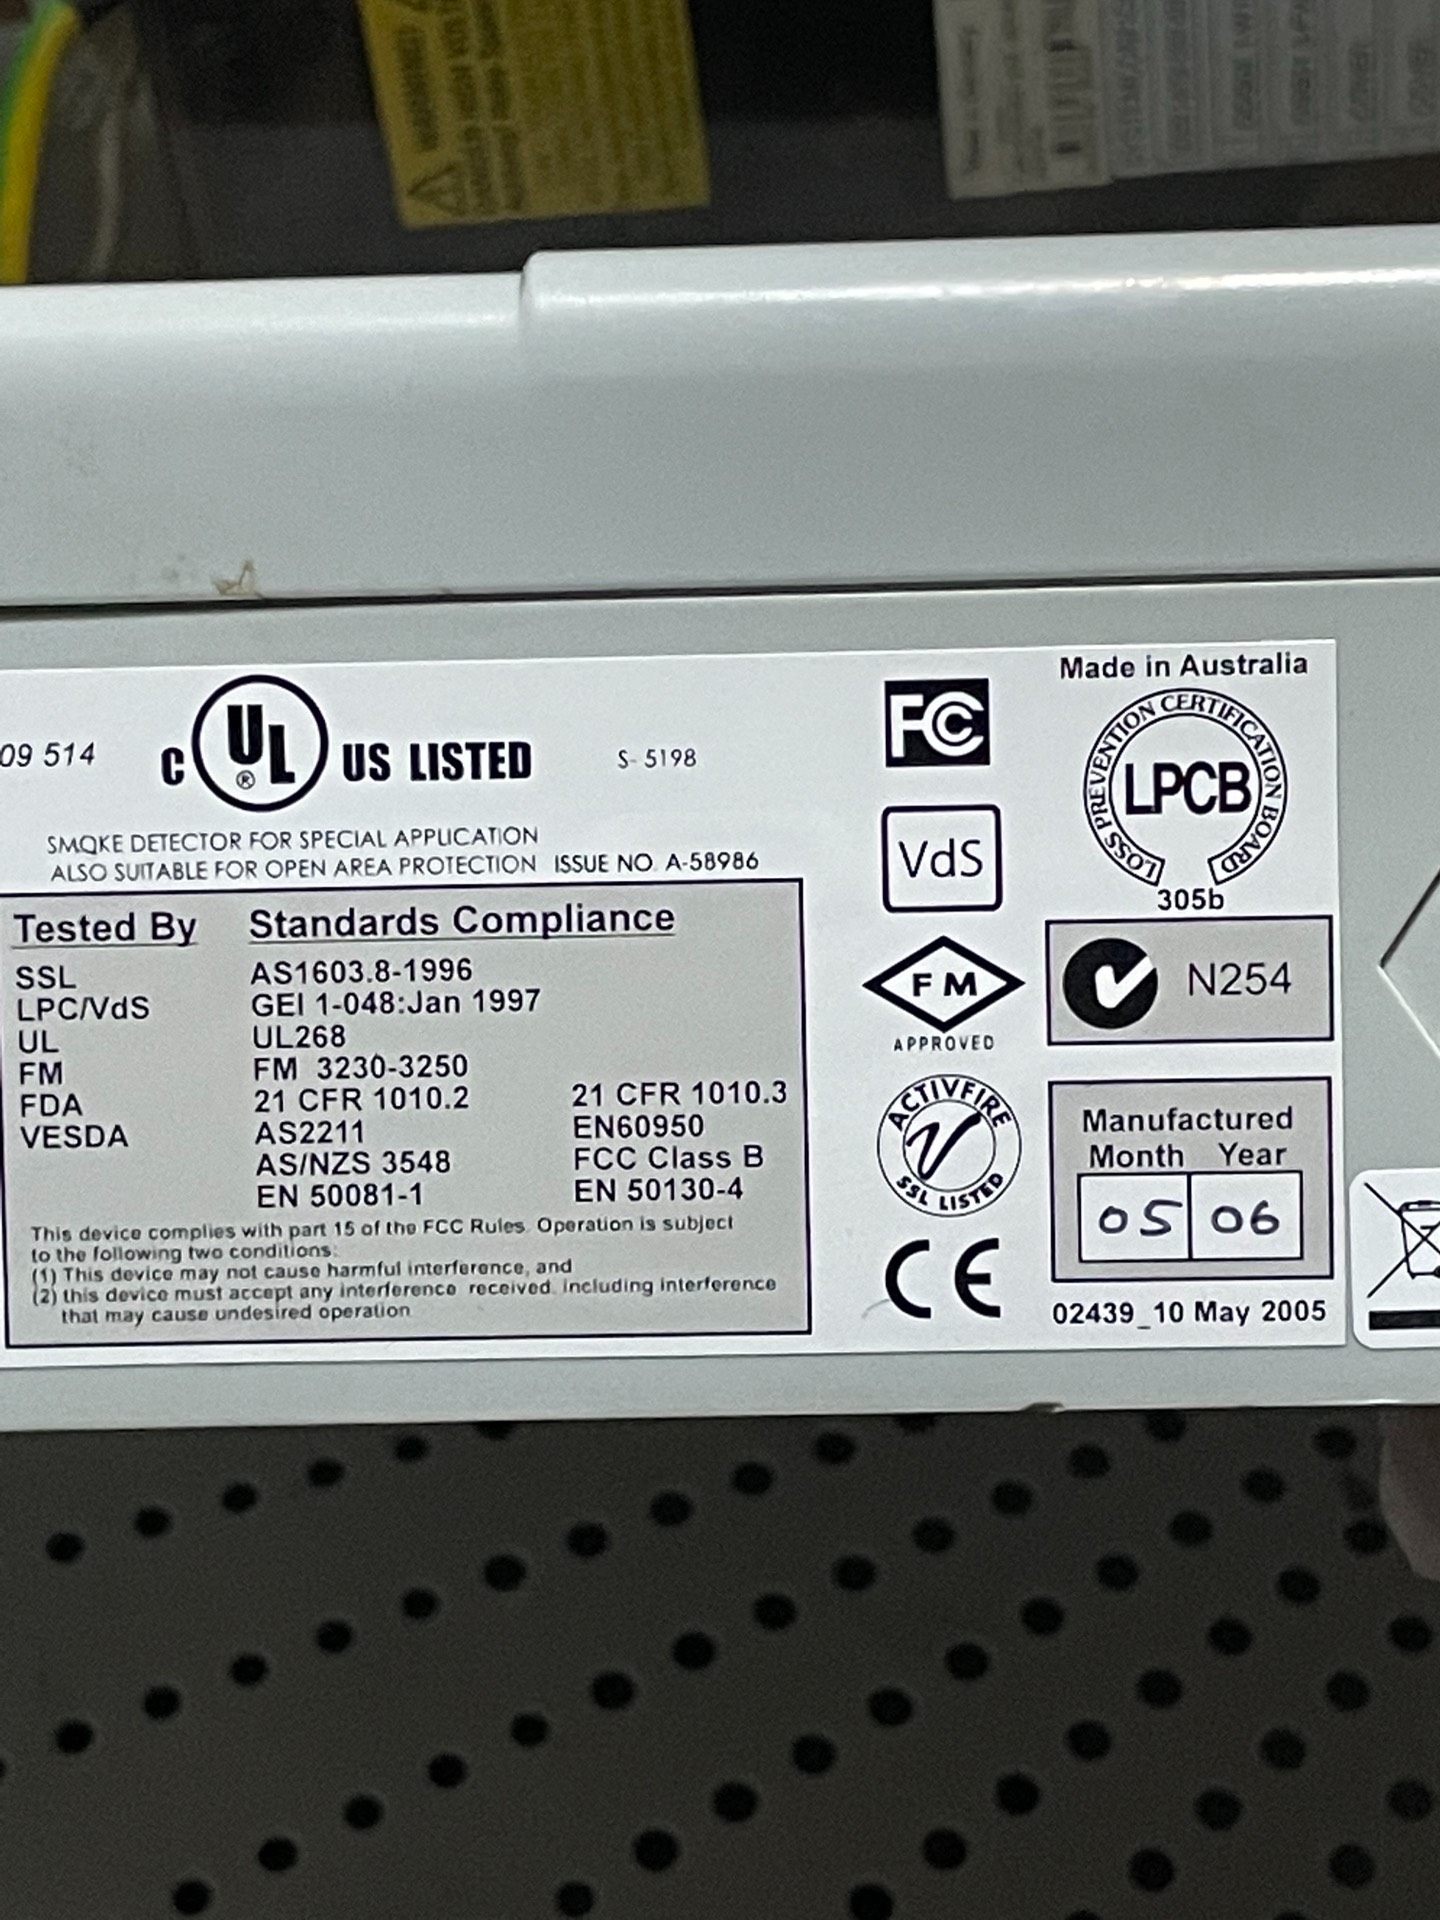 WARNING!
Made in Australia
09 514
C UL ® US LISTED
S- 5198
FC
LOSS PREVENTION CERTIFICATION BOARD
LPCB
305b
SMOKE DETECTOR FOR SPECIAL APPLICATION
ALSO SUITABLE FOR OPEN AREA PROTECTION ISSUE NO. A-58986
VdS
Tested By Standards Compliance
SSL AS1603.8-1996
LPC/VdS GEI 1-048:Jan 1997
UL UL268
FM FM 3230-3250
FDA 21 CFR 1010.2 21 CFR 1010.3
VESDA AS2211 EN60950
AS/NZS 3548 FCC Class B
EN 50081-1 EN 50130-4
This device complies with part 15 of the FCC Rules. Operation is subject
to the following two conditions:
(1) This device may not cause harmful interference, and
(2) this device must accept any interference received, including interference
that may cause undesired operation
FM
APPROVED
N254
ACTIVFIRE
SSL LISTED
CE
Manufactured
Month Year
05 06
02439_10 May 2005